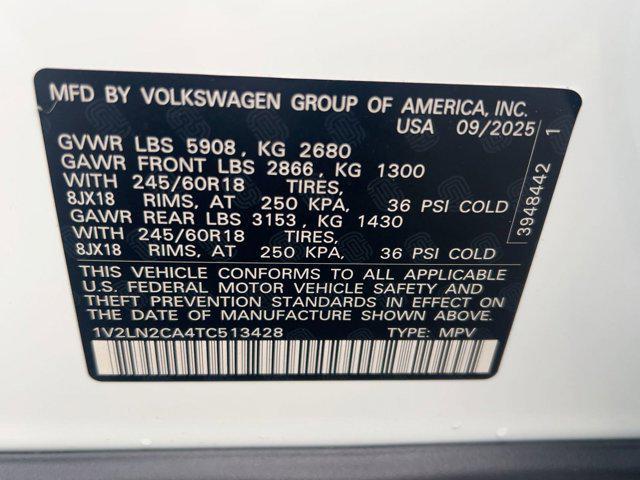 MFD BY VOLKSWAGEN GROUP OF AMERICA, INC.
USA 09/2025
GVWR LBS 5908, KG 2680
GAWR FRONT LBS 2866, KG 1300
WITH 245/60R18 TIRES,
8JX18 RIMS, AT 250 KPA, 36 PSI COLD
GAWR REAR LBS 3153, KG 1430
WITH 245/60R18 TIRES,
8JX18 RIMS, AT 250 KPA, 36 PSI COLD
THIS VEHICLE CONFORMS TO ALL APPLICABLE
U.S. FEDERAL MOTOR VEHICLE SAFETY AND
THEFT PREVENTION STANDARDS IN EFFECT ON
THE DATE OF MANUFACTURE SHOWN ABOVE.
1V2LN2CA4TC513428 TYPE: MPV
3948442 1